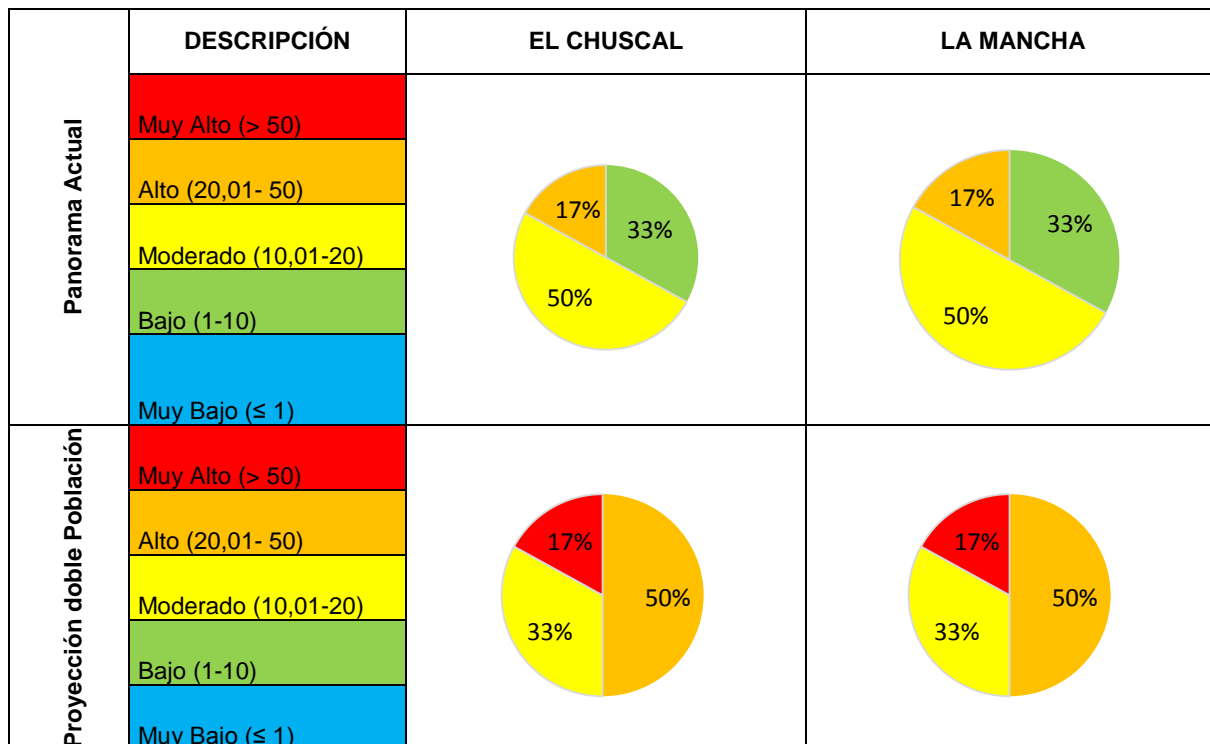 DESCRIPCIÓN
EL CHUSCAL
LA MANCHA
Panorama Actual
Muy Alto (> 50)
Alto (20,01- 50)
Moderado (10,01-20)
Bajo (1-10)
Muy Bajo (≤ 1)
17%
33%
50%
17%
33%
50%
Proyección doble Población
Muy Alto (> 50)
Alto (20,01- 50)
Moderado (10,01-20)
Bajo (1-10)
Muy Bajo (≤ 1)
17%
50%
33%
17%
50%
33%